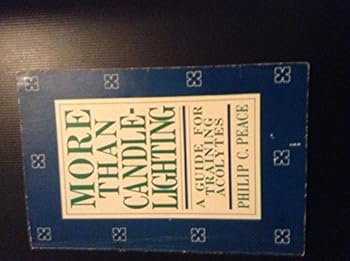 MORE
THAN
CANDLE-
LIGHTING
A GUIDE FOR
TRAINING
ACOLYTES
PHILIP C. PEACE